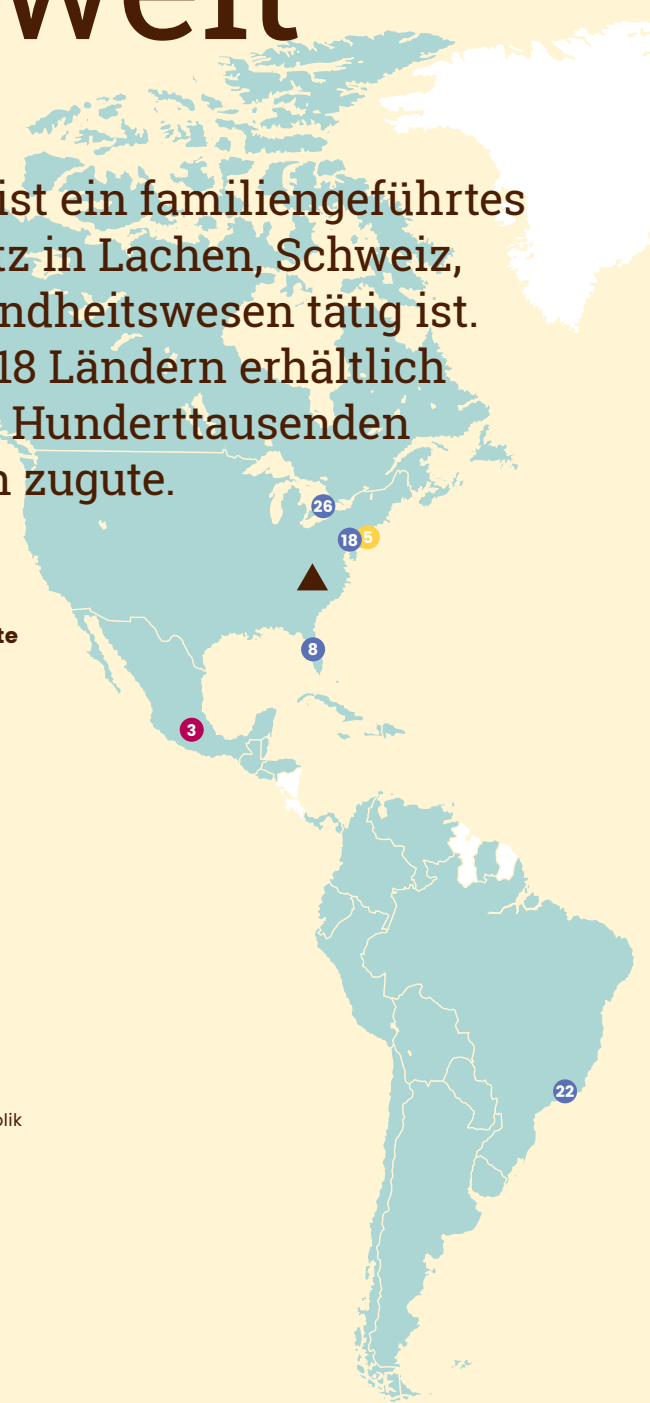 welt
ist ein familiengeführtes
tz in Lachen, Schweiz,
ndheitswesen tätig ist.
18 Ländern erhältlich
Hunderttausenden
n zugute.
26
18 5
te
8
3
22
olik